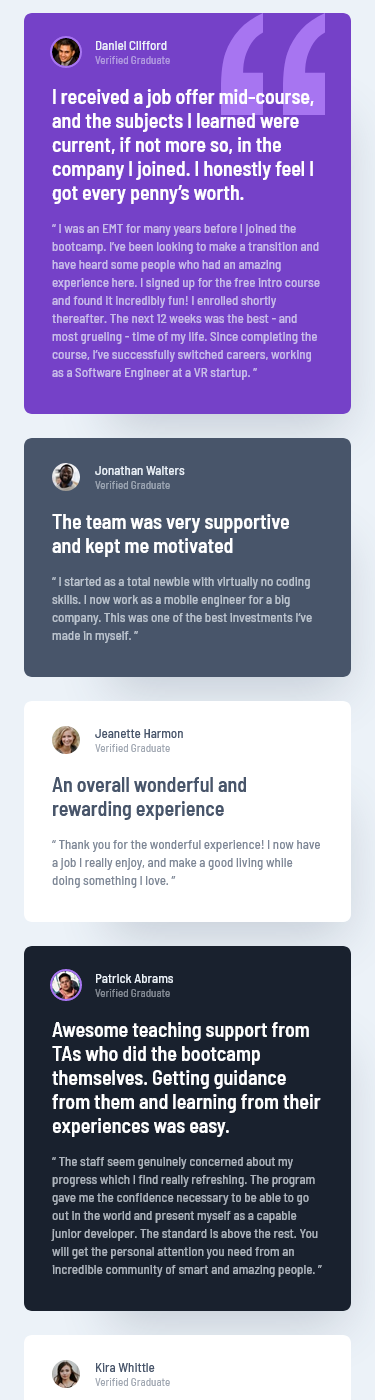 Daniel Clifford
Verified Graduate
I received a job offer mid-course,
and the subjects I learned were
current, if not more so, in the
company I joined. I honestly feel I
got every penny’s worth.
“ I was an EMT for many years before I joined the
bootcamp. I’ve been looking to make a transition and
have heard some people who had an amazing
experience here. I signed up for the free intro course
and found it incredibly fun! I enrolled shortly
thereafter. The next 12 weeks was the best - and
most grueling - time of my life. Since completing the
course, I’ve successfully switched careers, working
as a Software Engineer at a VR startup. ”
Jonathan Walters
Verified Graduate
The team was very supportive
and kept me motivated
“ I started as a total newbie with virtually no coding
skills. I now work as a mobile engineer for a big
company. This was one of the best investments I’ve
made in myself. ”
Jeanette Harmon
Verified Graduate
An overall wonderful and
rewarding experience
“ Thank you for the wonderful experience! I now have
a job I really enjoy, and make a good living while
doing something I love. ”
Patrick Abrams
Verified Graduate
Awesome teaching support from
TAs who did the bootcamp
themselves. Getting guidance
from them and learning from their
experiences was easy.
“ The staff seem genuinely concerned about my
progress which I find really refreshing. The program
gave me the confidence necessary to be able to go
out in the world and present myself as a capable
junior developer. The standard is above the rest. You
will get the personal attention you need from an
incredible community of smart and amazing people. ”
Kira Whittle
Verified Graduate